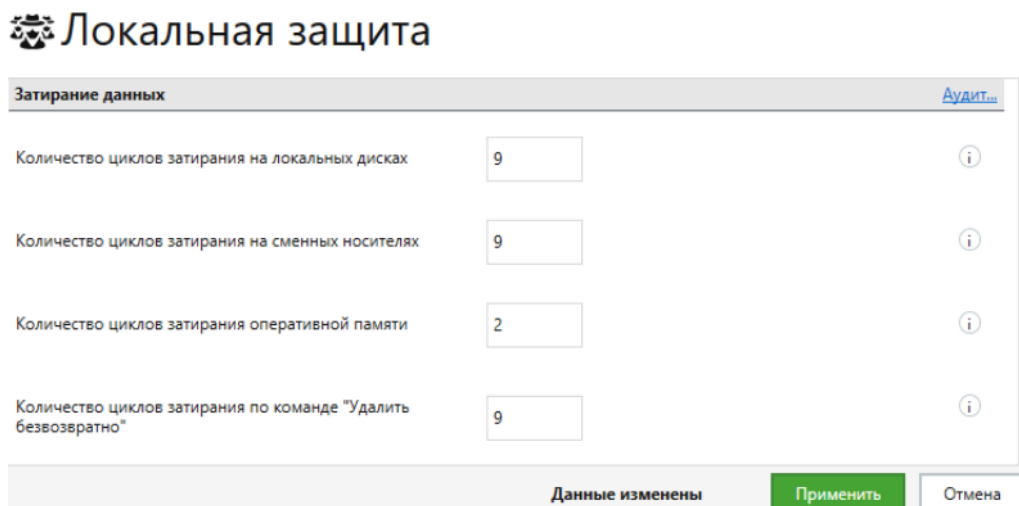 Локальная защита
Затирание данных Аудит...
Количество циклов затирания на локальных дисках 9
Количество циклов затирания на сменных носителях 9
Количество циклов затирания оперативной памяти 2
Количество циклов затирания по команде "Удалить
безвозвратно" 9
Данные изменены Применить Отмена